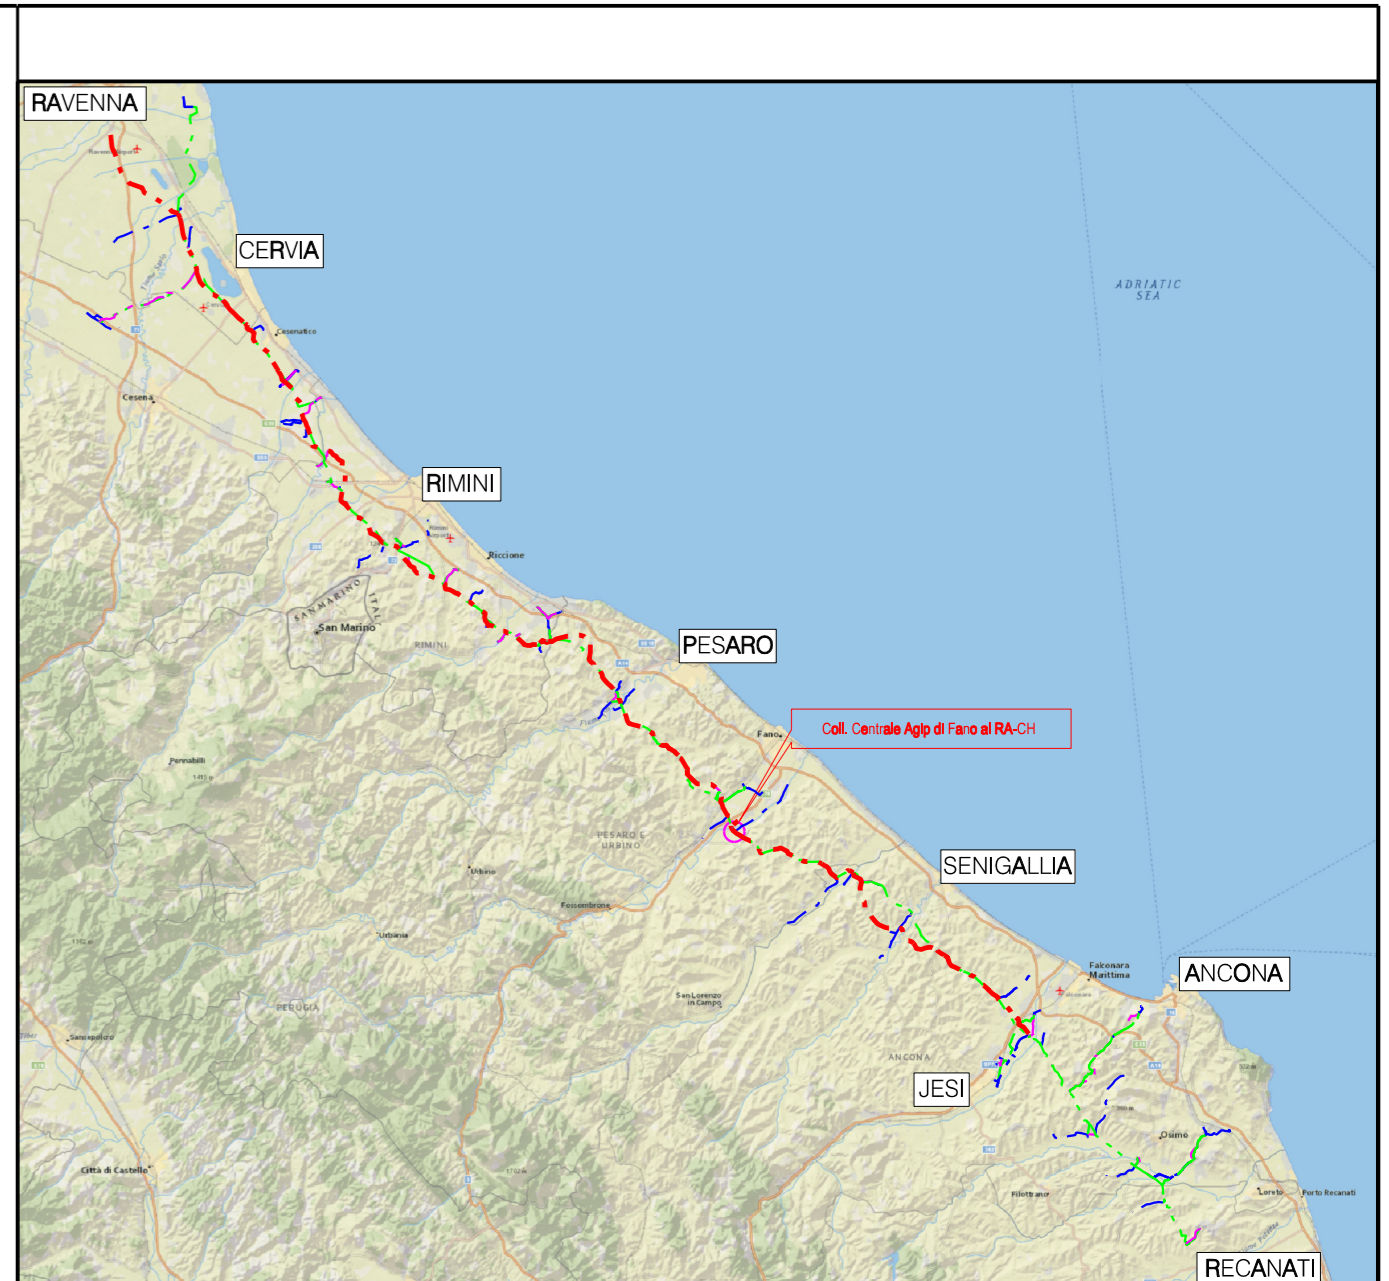 RAVENNA
CERVIA
ADRIATIC
SEA
Cesenatico
Cesena
RIMINI
Rimini
Riccione
SAN MARINO
ITAL
San Marino
RIMINI
PESARO
Fano
Coll. Centrale Agip di Fano al RA-CH
Pennabilli
PESARO E
URBINO
SENIGALLIA
Urbino
Fossombrone
Urbania
Falconara
Marittima
ANCONA
San Lorenzo
in Campo
PERUGIA
Sansepolcro
ANCONA
JESI
Osimo
Città di Castello
Filottrano
Loreto
Porto Recanati
RECANATI